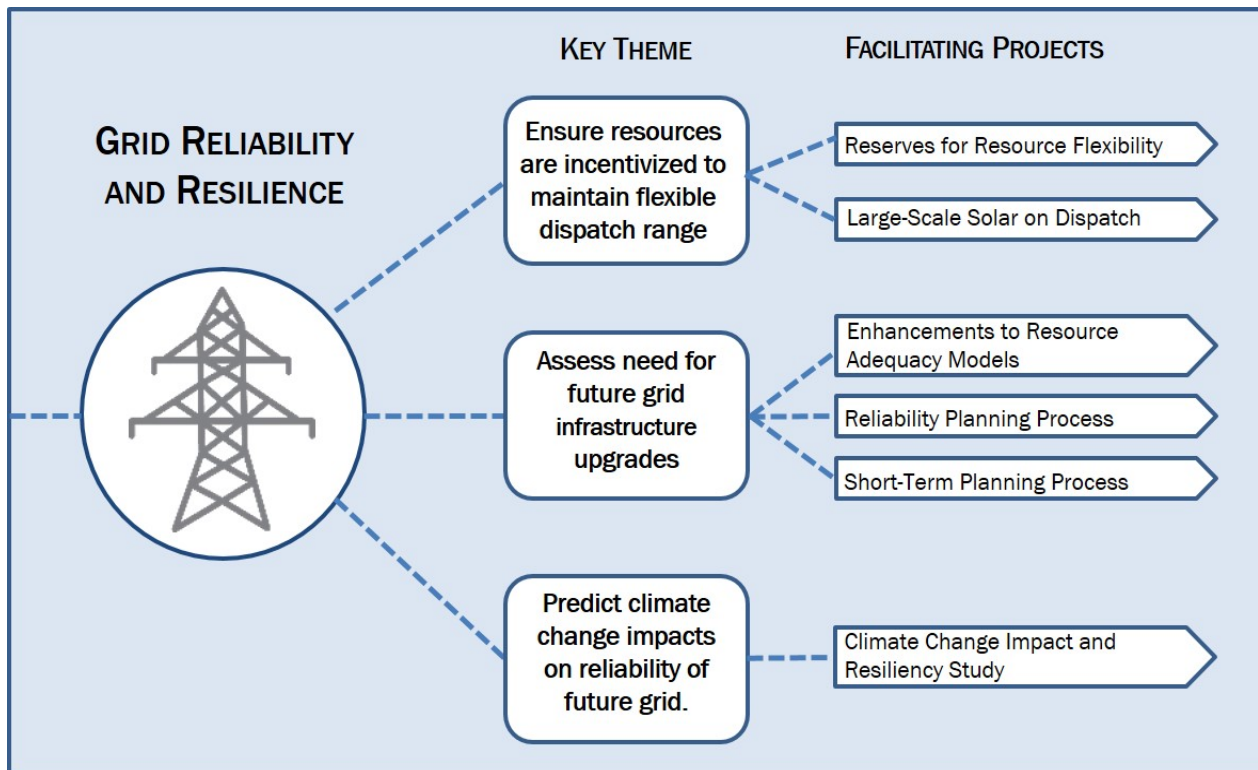 KEY THEME
FACILITATING PROJECTS
GRID RELIABILITY
AND RESILIENCE
Ensure resources
are incentivized to
maintain flexible
dispatch range
Reserves for Resource Flexibility
Large-Scale Solar on Dispatch
Assess need for
future grid
infrastructure
upgrades
Enhancements to Resource
Adequacy Models
Reliability Planning Process
Short-Term Planning Process
Predict climate
change impacts
on reliability of
future grid.
Climate Change Impact and
Resiliency Study